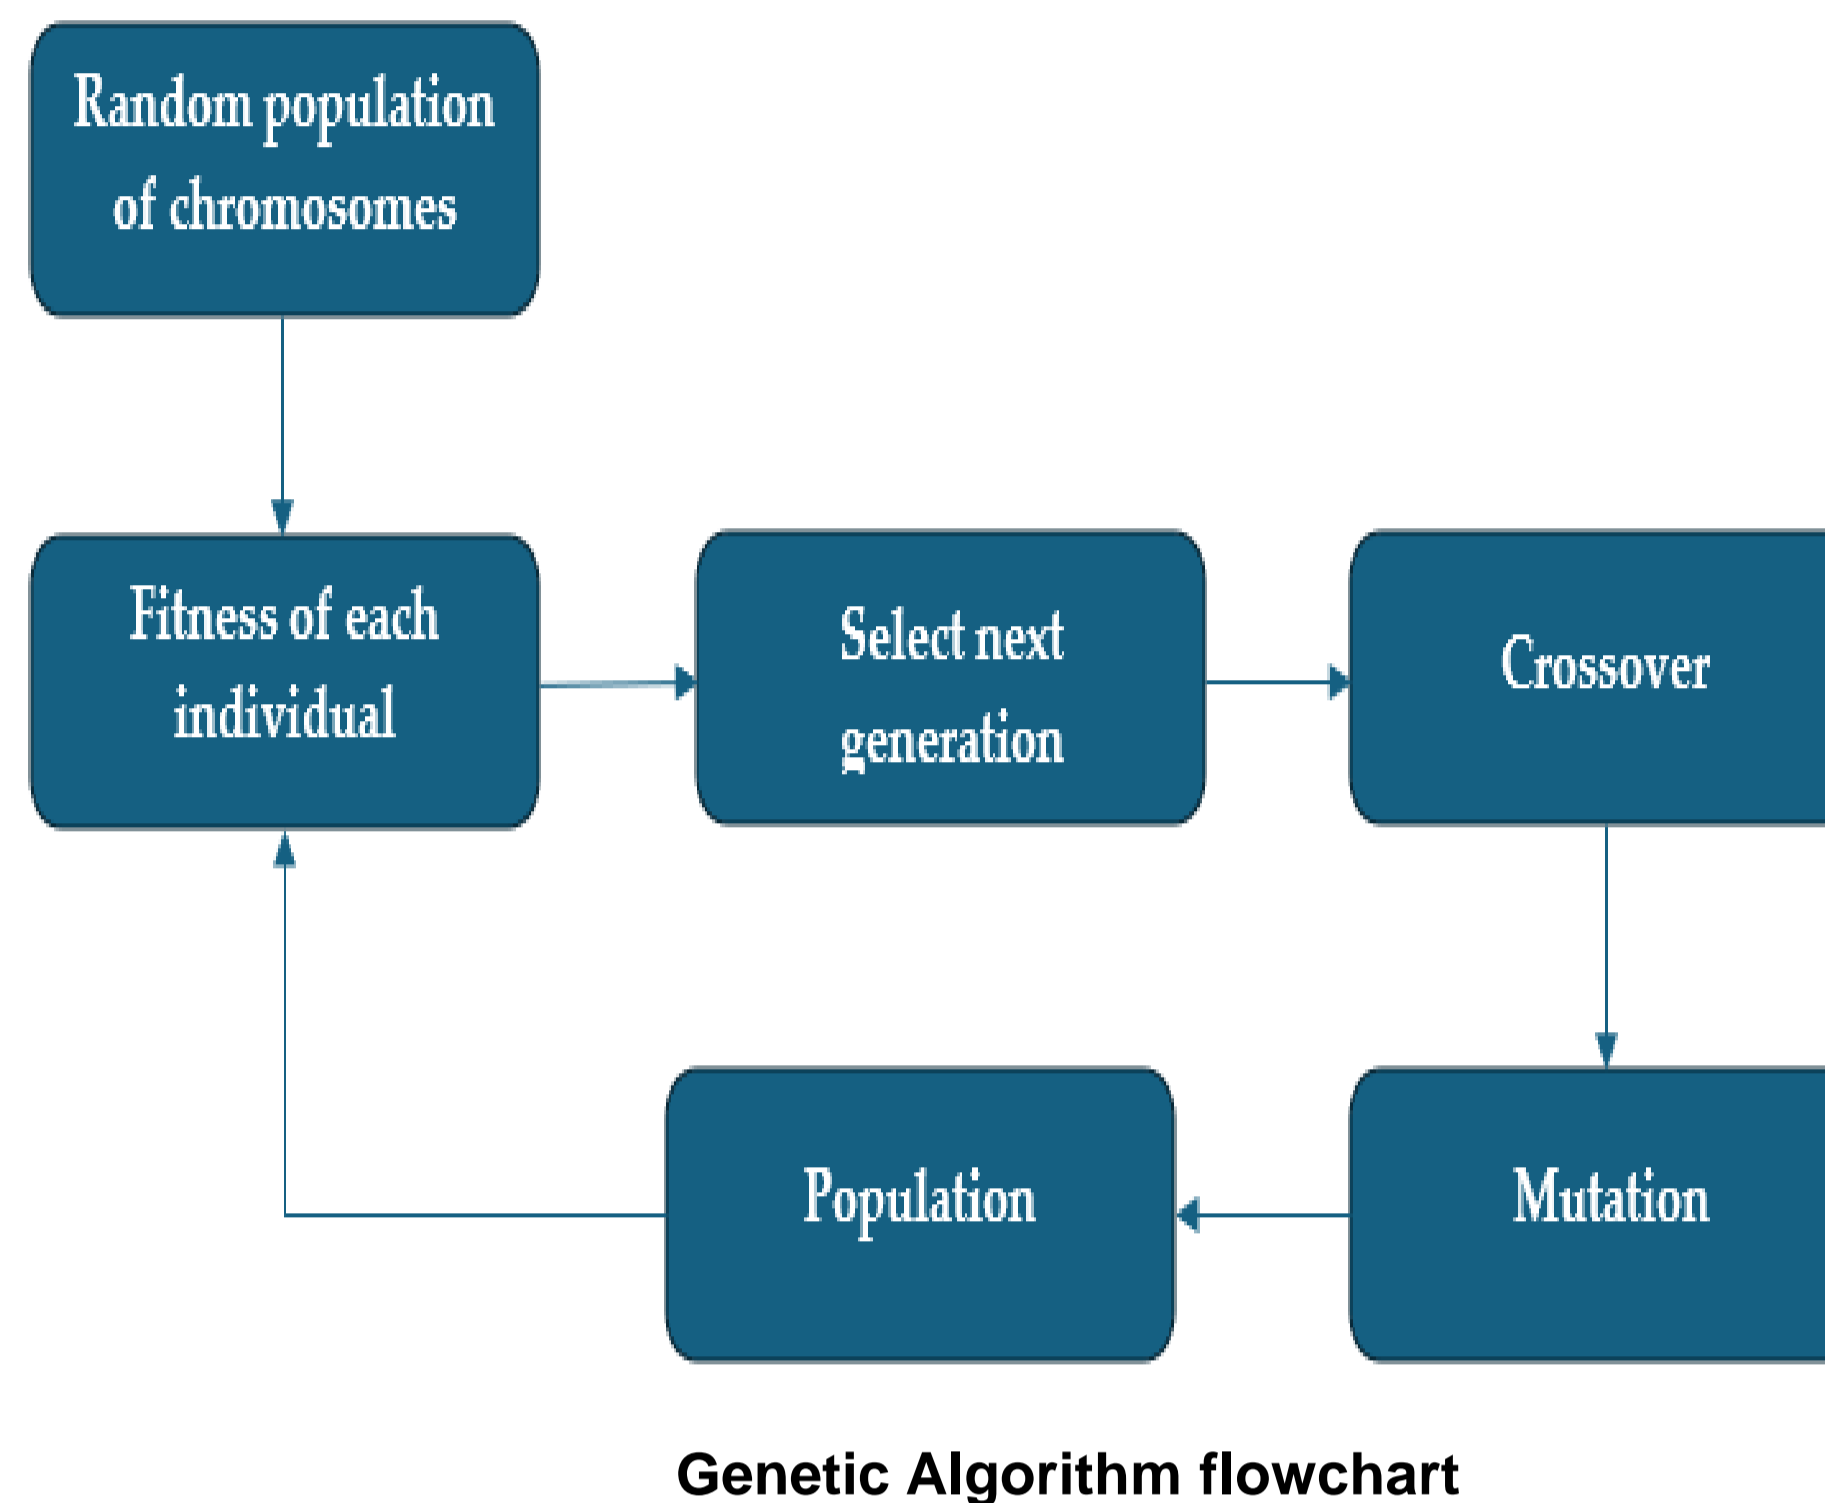 Random population
of chromosomes
Fitness of each
individual
Select next
generation
Crossover
Population
Mutation
Genetic Algorithm flowchart